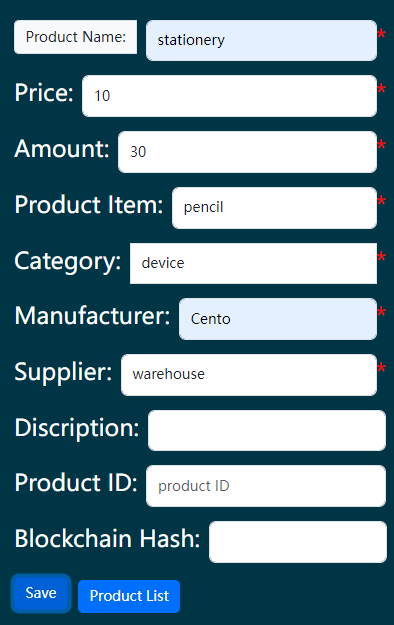 Product Name: stationery*
Price: 10*
Amount: 30*
Product Item: pencil*
Category: device*
Manufacturer: Cento*
Supplier: warehouse*
Discription:
Product ID: product ID
Blockchain Hash:
Save Product List